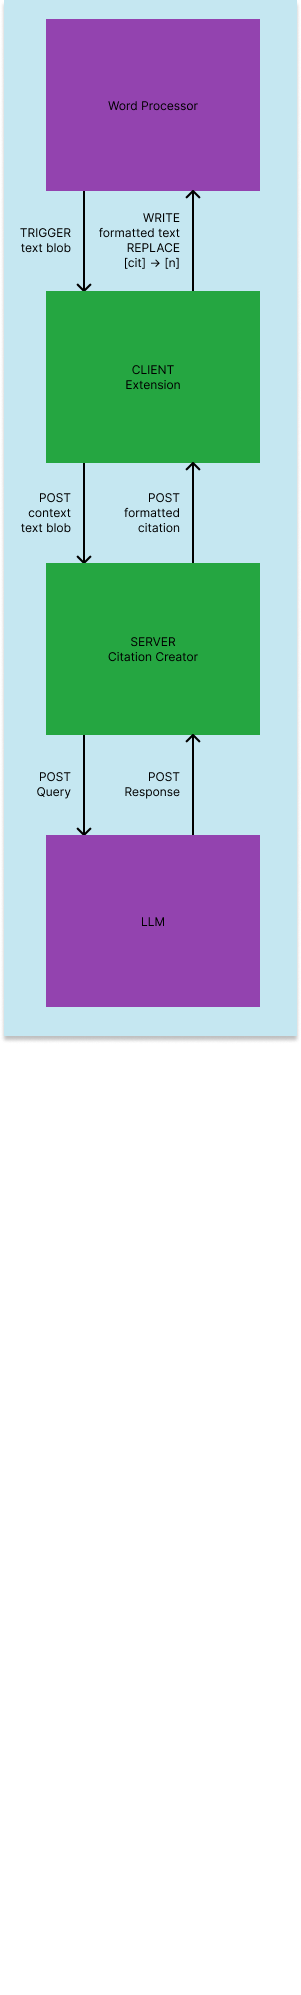 Word Processor
TRIGGER
text blob
WRITE
formatted text
REPLACE
[cit] → [n]
CLIENT
Extension
POST
context
text blob
POST
formatted
citation
SERVER
Citation Creator
POST
Query
POST
Response
LLM